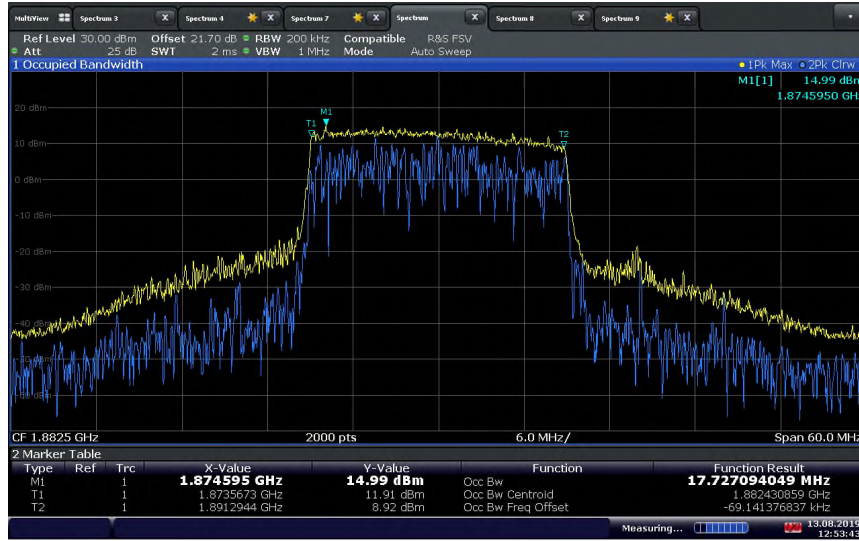 MultiView Spectrum 3 X Spectrum 4 X Spectrum 7 X Spectrum X Spectrum 8 X Spectrum 9 X
Ref Level 30.00 dBm Offset 21.70 dB RBW 200 kHz Compatible R&S FSV
Att 25 dB SWT 2 ms VBW 1 MHz Mode Auto Sweep
1 Occupied Bandwidth 1Pk Max 2Pk Clrw
M1[1] 14.99 dBm
1.8745950 GHz
20 dBm
M1
T1
T2
10 dBm
0 dBm
-10 dBm
-20 dBm
-30 dBm
-40 dBm
CF 1.8825 GHz 2000 pts 6.0 MHz/ Span 60.0 MHz
2 Marker Table
Type Ref Trc X-Value Y-Value Function Function Result
M1 1 1.874595 GHz 14.99 dBm Occ Bw 17.727094049 MHz
T1 1 1.8735673 GHz 11.91 dBm Occ Bw Centroid 1.882430859 GHz
T2 1 1.8912944 GHz 8.92 dBm Occ Bw Freq Offset -69.141376837 kHz
Measuring... 13.08.2019
12:53:43